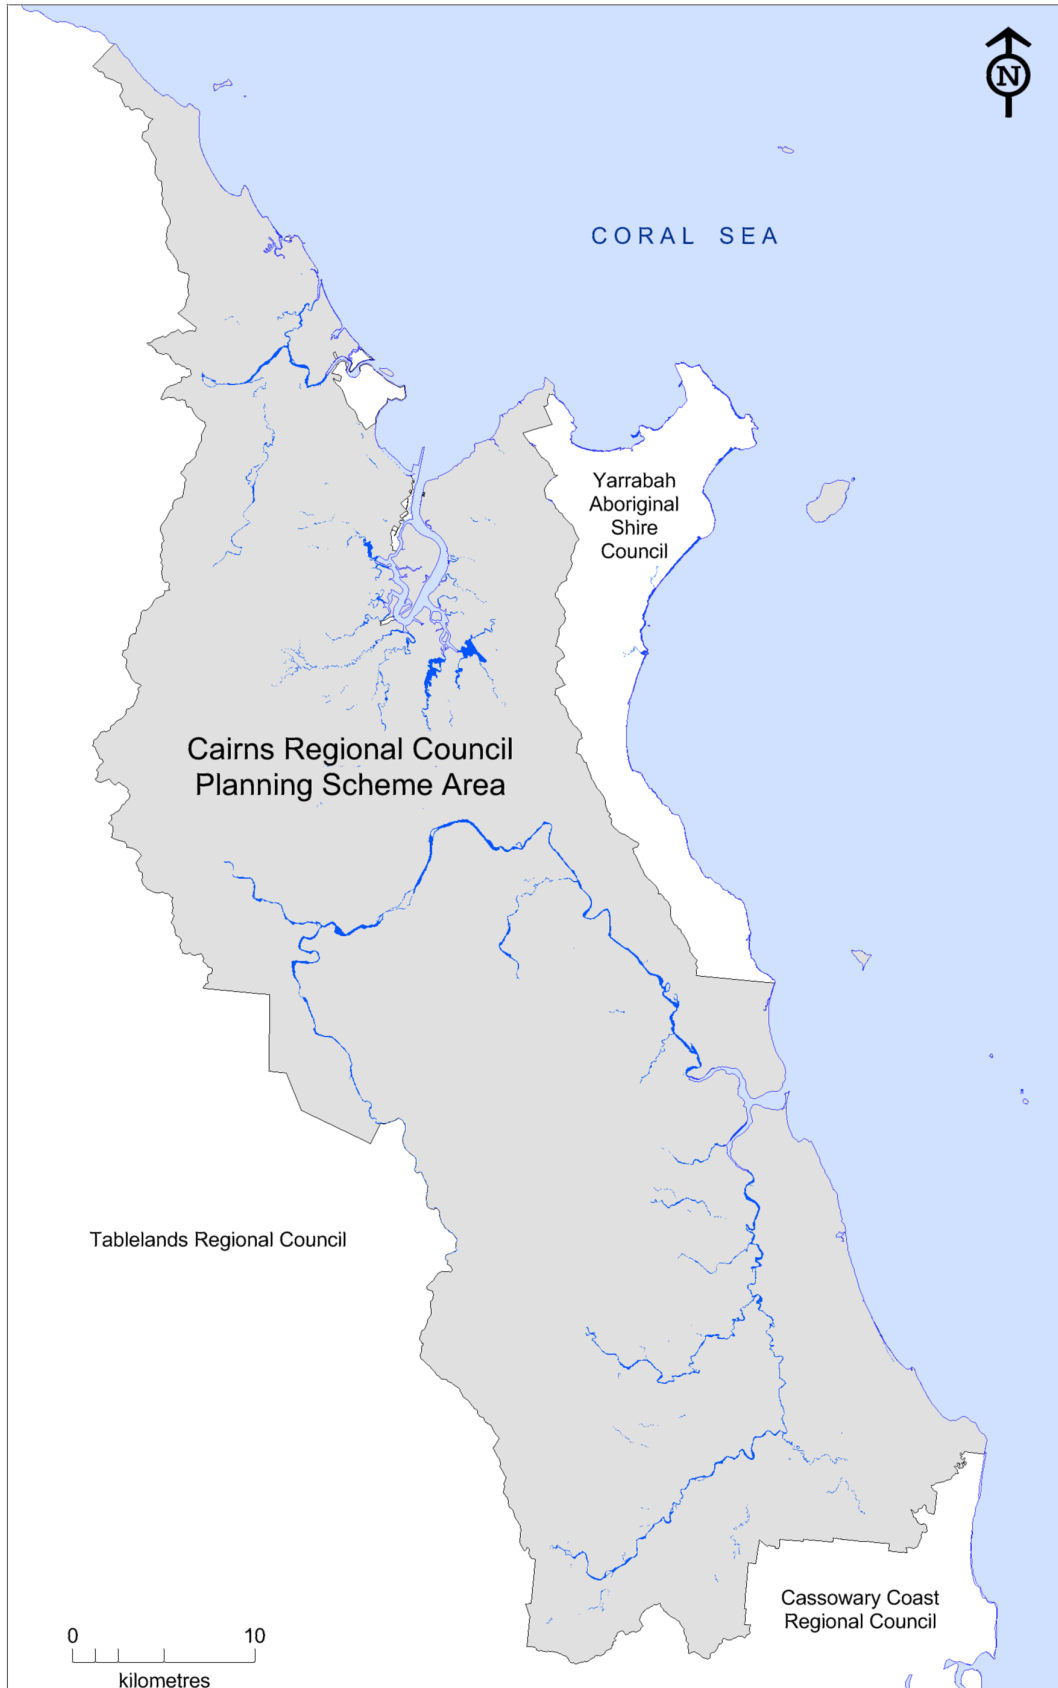 N
CORAL SEA
Yarrabah
Aboriginal
Shire
Council
Cairns Regional Council
Planning Scheme Area
Tablelands Regional Council
Cassowary Coast
Regional Council
0 10
kilometres